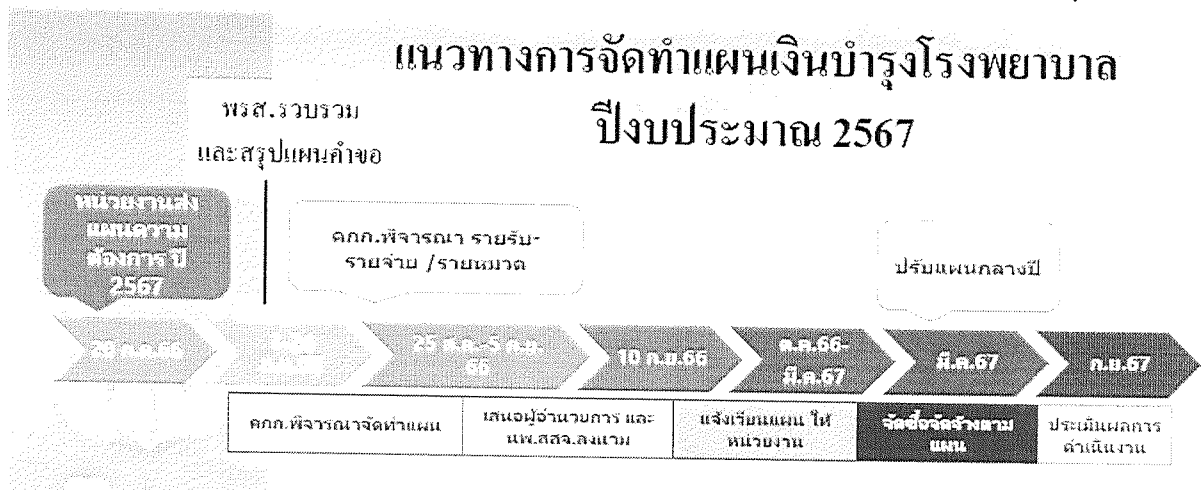 แนวทางการจัดทำแผนเงินบำรุงโรงพยาบาล
ปีงบประมาณ 2567
พรส.รวบรวม
และสรุปแผนคำขอ
หน่วยงานส่ง
แผนความ
ต้องการ ปี
2567
คกก.พิจารณา รายรับ-
รายจ่าย /รายหมวด
ปรับแผนกลางปี
25 ส.ค.-5 ก.ย.
66
10 ก.ย.66
ต.ค.66-
มี.ค.67
มี.ค.67
ก.ย.67
คกก.พิจารณาจัดทำแผน
เสนอผู้อำนวยการ และ
นพ.สสจ.ลงนาม
แจ้งเวียนแผน ให้
หน่วยงาน
จัดซื้อจัดจ้างตาม
แผน
ประเมินผลการ
ดำเนินงาน